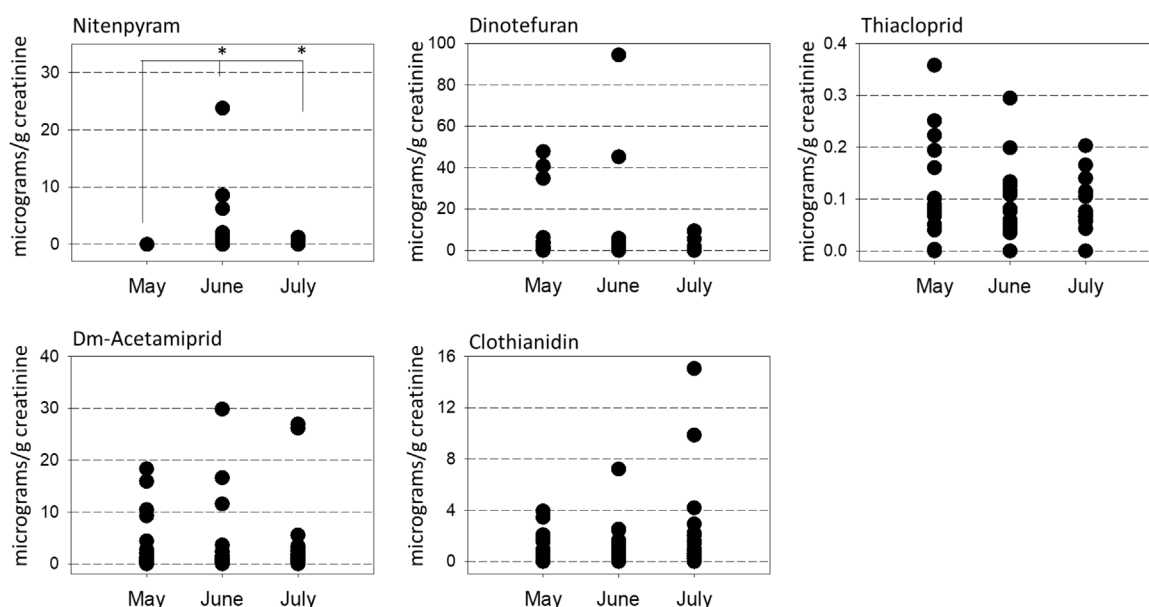 Nitenpyram
micrograms/g creatinine
30
20
10
0
* *
May June July
Dinotefuran
micrograms/g creatinine
100
80
60
40
20
0
May June July
Thiacloprid
micrograms/g creatinine
0.4
0.3
0.2
0.1
0.0
May June July
Dm-Acetamiprid
micrograms/g creatinine
40
30
20
10
0
May June July
Clothianidin
micrograms/g creatinine
16
12
8
4
0
May June July